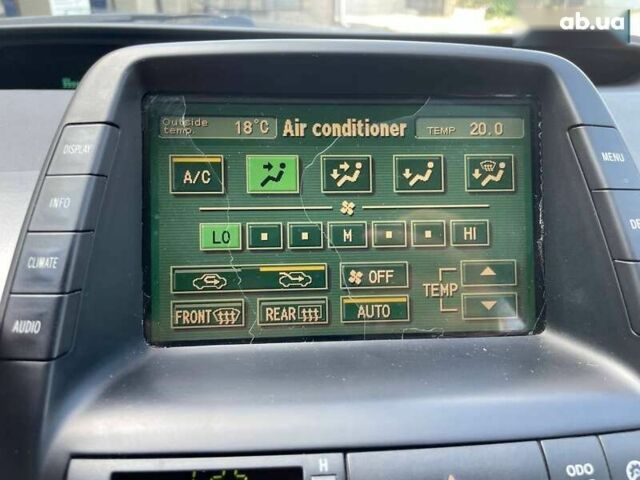 ab.ua
Outside temp. 18°C Air conditioner TEMP 20.0
A/C
LO M HI
OFF
TEMP
FRONT REAR AUTO
DISPLAY
INFO
CLIMATE
AUDIO
MENU
H
ODO